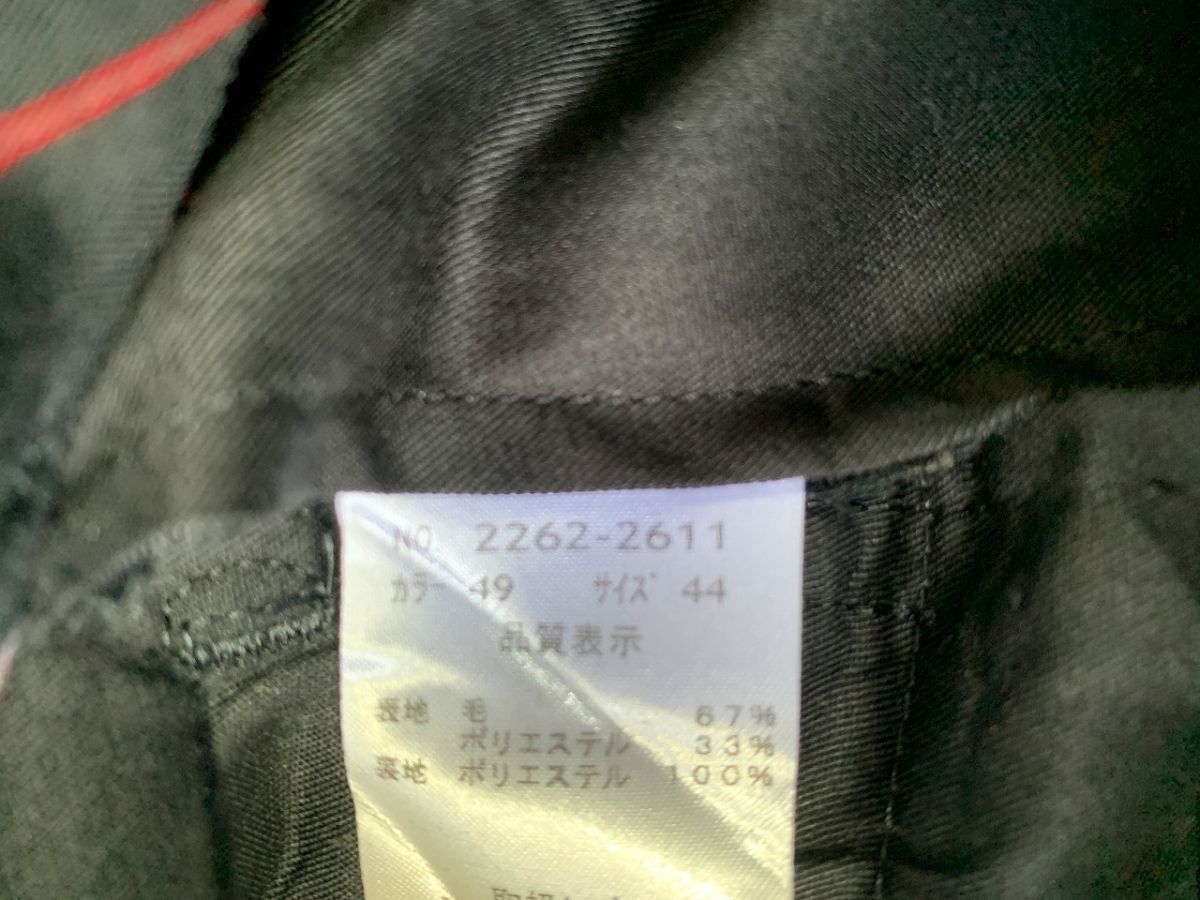 NO. 2262-2611
カラー 49 サイズ 44
品質表示
表地 毛 67%
ポリエステル 33%
裏地 ポリエステル 100%